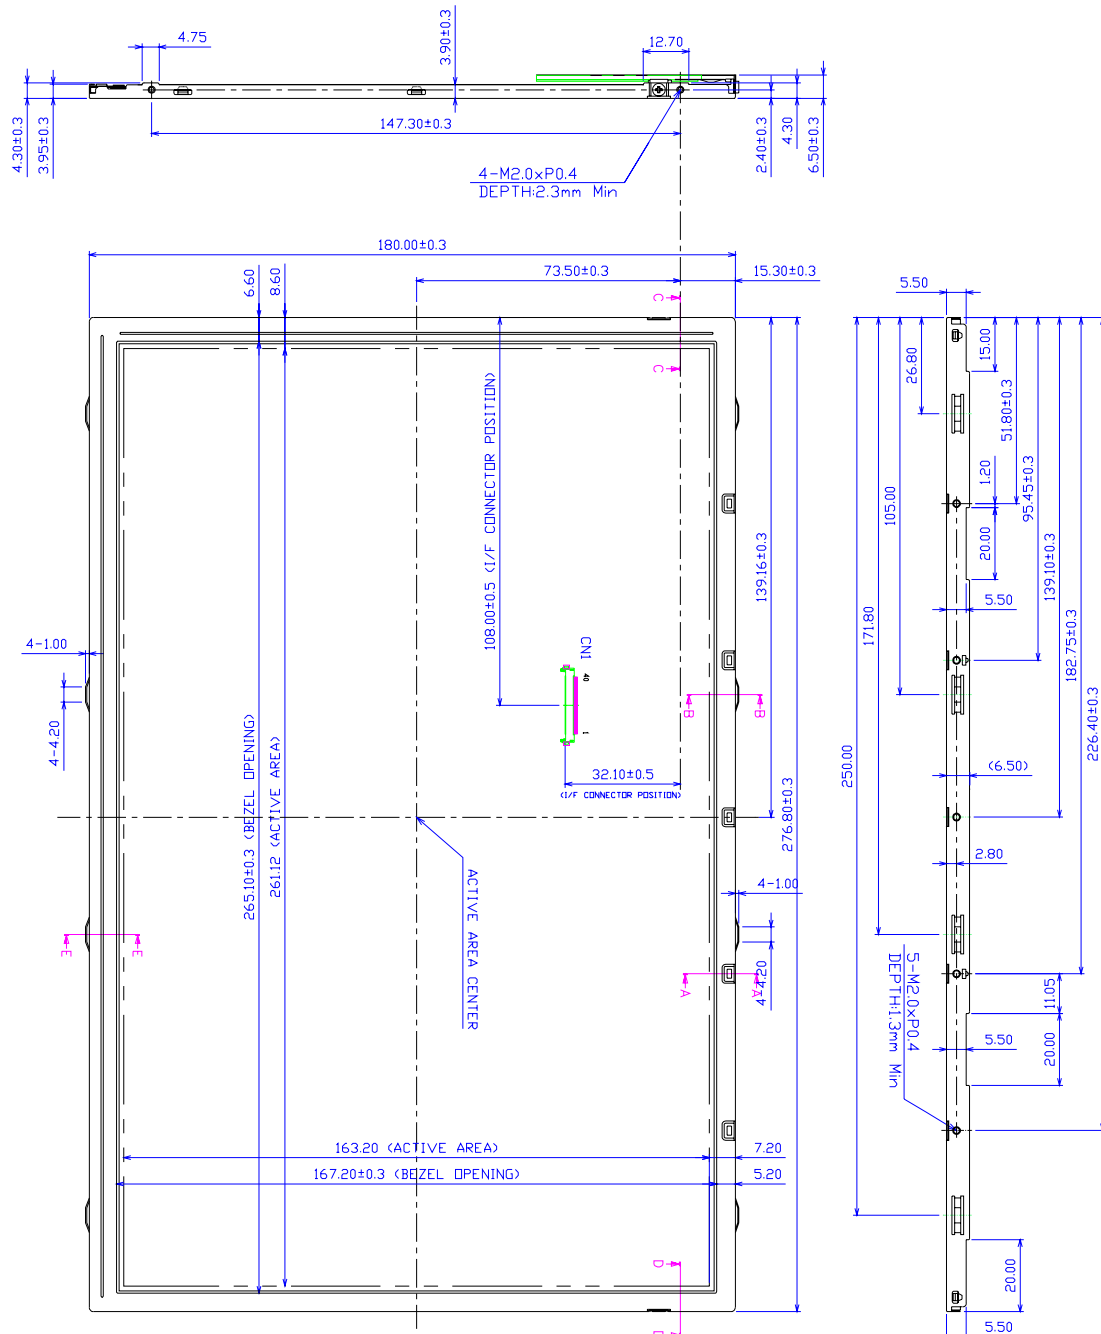 4.75
3.90±0.3
12.70
4.30±0.3
3.95±0.3
147.30±0.3
2.40±0.3
4.30
6.50±0.3
4-M2.0xP0.4
DEPTH:2.3mm Min
180.00±0.3
73.50±0.3
15.30±0.3
6.60
8.60
C
C
5.50
15.00
26.80
51.80±0.3
108.00±0.5 (I/F CONNECTOR POSITION)
1.20
95.45±0.3
105.00
20.00
139.16±0.3
139.10±0.3
5.50
171.80
182.75±0.3
4-1.00
CN1
40
1
B
B
4-4.20
226.40±0.3
250.00
(6.50)
32.10±0.5
(I/F CONNECTOR POSITION)
276.80±0.3
265.10±0.3 (BEZEL OPENING)
261.12 (ACTIVE AREA)
2.80
ACTIVE AREA CENTER
4-1.00
E
E
4-4.20
A
A
5-M2.0xP0.4
DEPTH:1.3mm Min
11.05
5.50
20.00
163.20 (ACTIVE AREA)
7.20
167.20±0.3 (BEZEL OPENING)
5.20
D
20.00
5.50